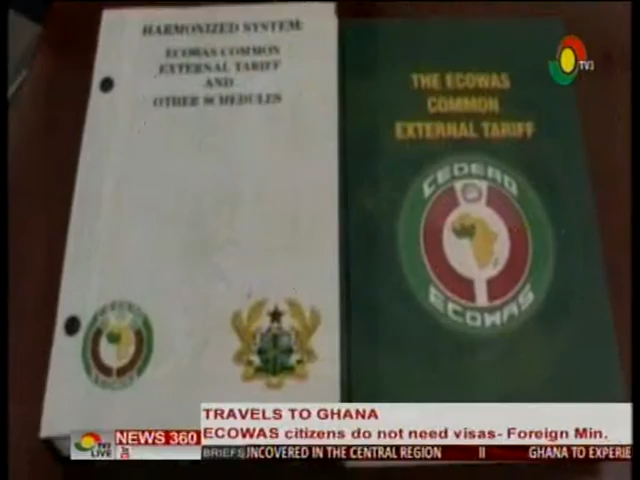 HARMONIZED SYSTEM
ECOWAS COMMON
EXTERNAL TARIFF
AND
OTHER SCHEDULES
THE ECOWAS
COMMON
EXTERNAL TARIFF
CEDEAO
ECOWAS
TV3
TRAVELS TO GHANA
ECOWAS citizens do not need visas- Foreign Min.
TV3
LIVE
NEWS 360
BRIEFS
NCOVERED IN THE CENTRAL REGION II GHANA TO EXPERIE